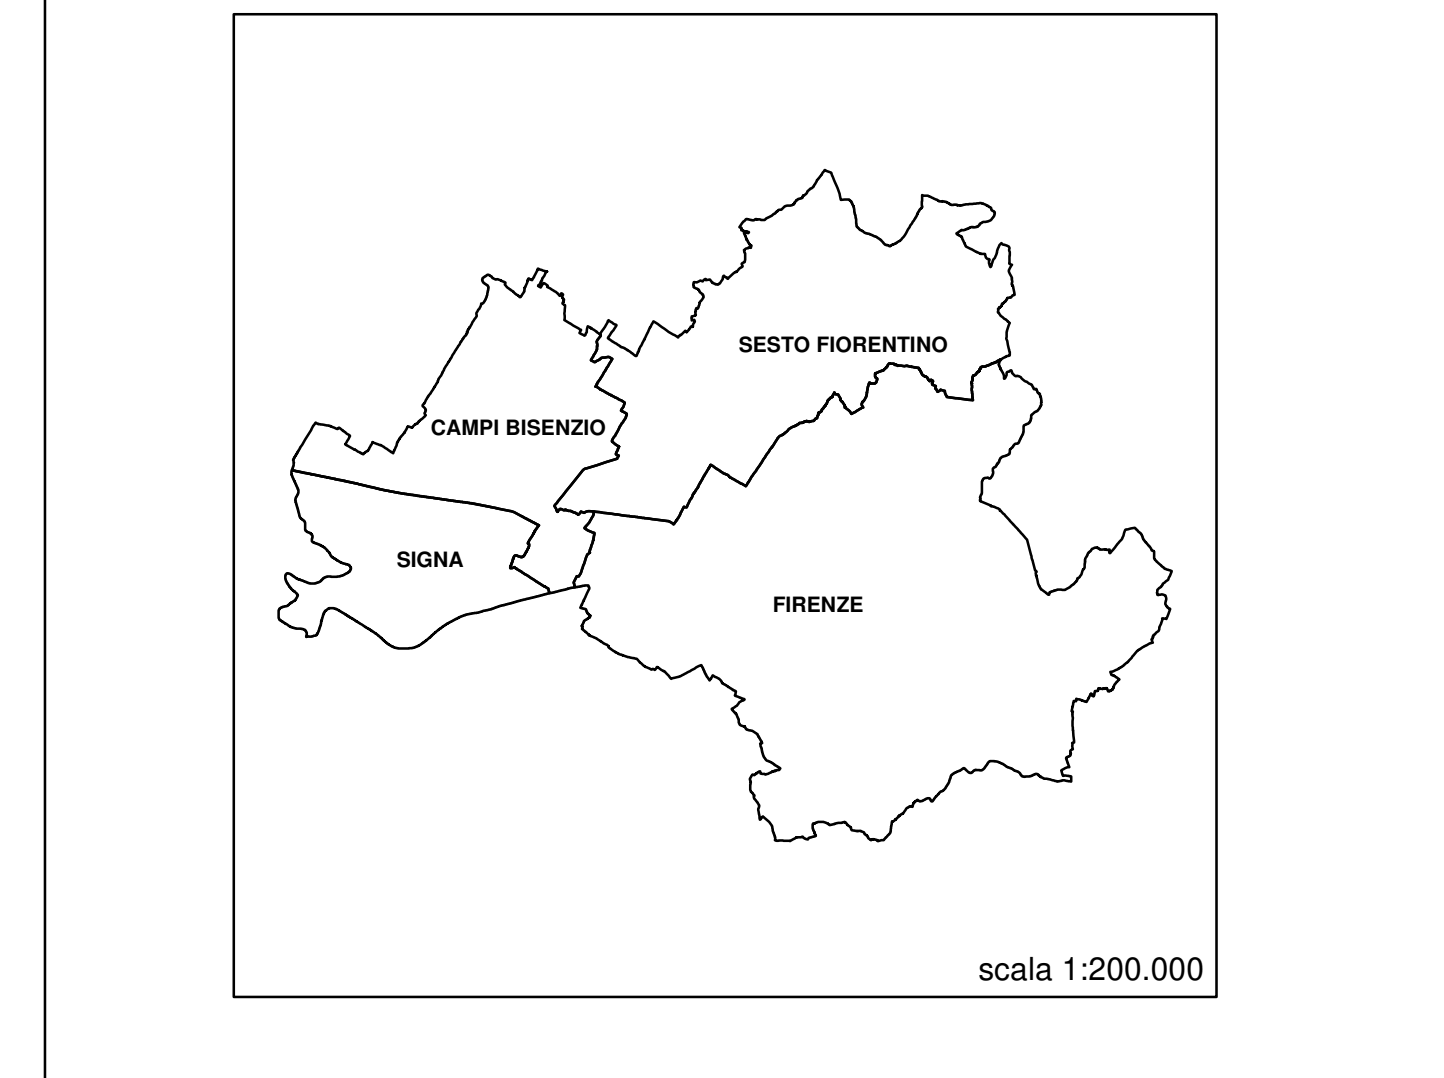 SESTO FIORENTINO
CAMPI BISENZIO
SIGNA
FIRENZE
scala 1:200.000